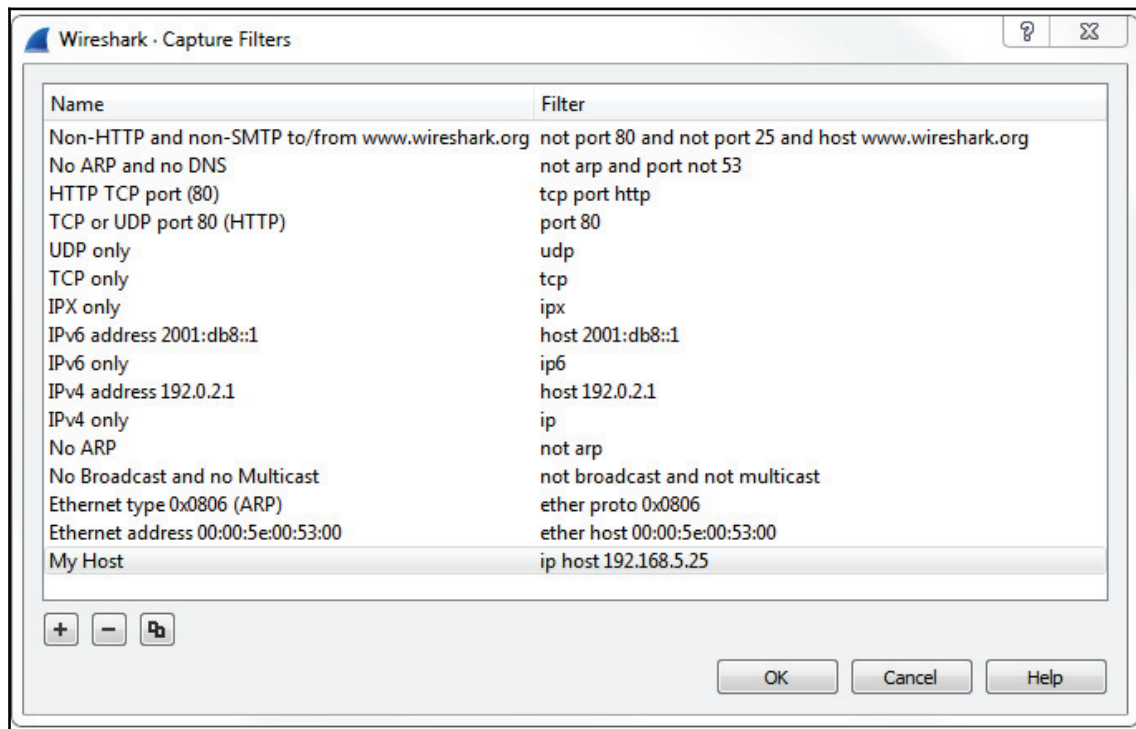 Wireshark · Capture Filters
Name Filter
Non-HTTP and non-SMTP to/from www.wireshark.org not port 80 and not port 25 and host www.wireshark.org
No ARP and no DNS not arp and port not 53
HTTP TCP port (80) tcp port http
TCP or UDP port 80 (HTTP) port 80
UDP only udp
TCP only tcp
IPX only ipx
IPv6 address 2001:db8::1 host 2001:db8::1
IPv6 only ip6
IPv4 address 192.0.2.1 host 192.0.2.1
IPv4 only ip
No ARP not arp
No Broadcast and no Multicast not broadcast and not multicast
Ethernet type 0x0806 (ARP) ether proto 0x0806
Ethernet address 00:00:5e:00:53:00 ether host 00:00:5e:00:53:00
My Host ip host 192.168.5.25
OK Cancel Help